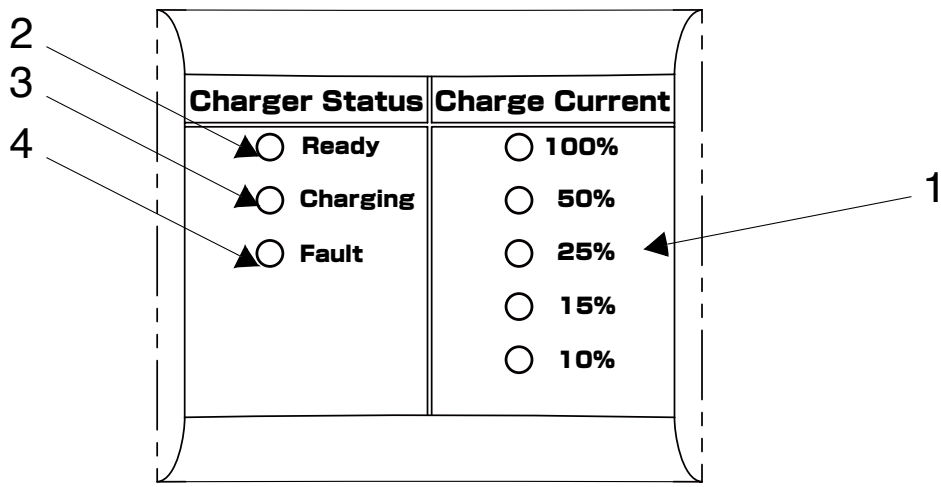 2
3
4
Charger Status
Charge Current
Ready
100%
Charging
50%
Fault
25%
15%
10%
1